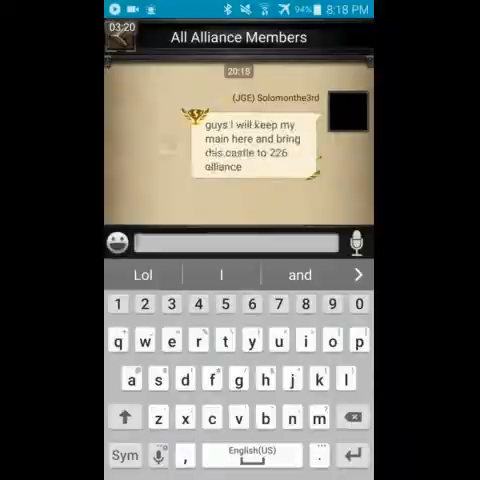 94% 8:18 PM
03:20
All Alliance Members
20:18
(JGE) Solomonthe3rd
guys I will keep my
main here and bring
this castle to 226
alliance
Lol I and
1 2 3 4 5 6 7 8 9 0
q w e r t y u i o p
a s d f g h j k l
z x c v b n m
Sym , English(US) .